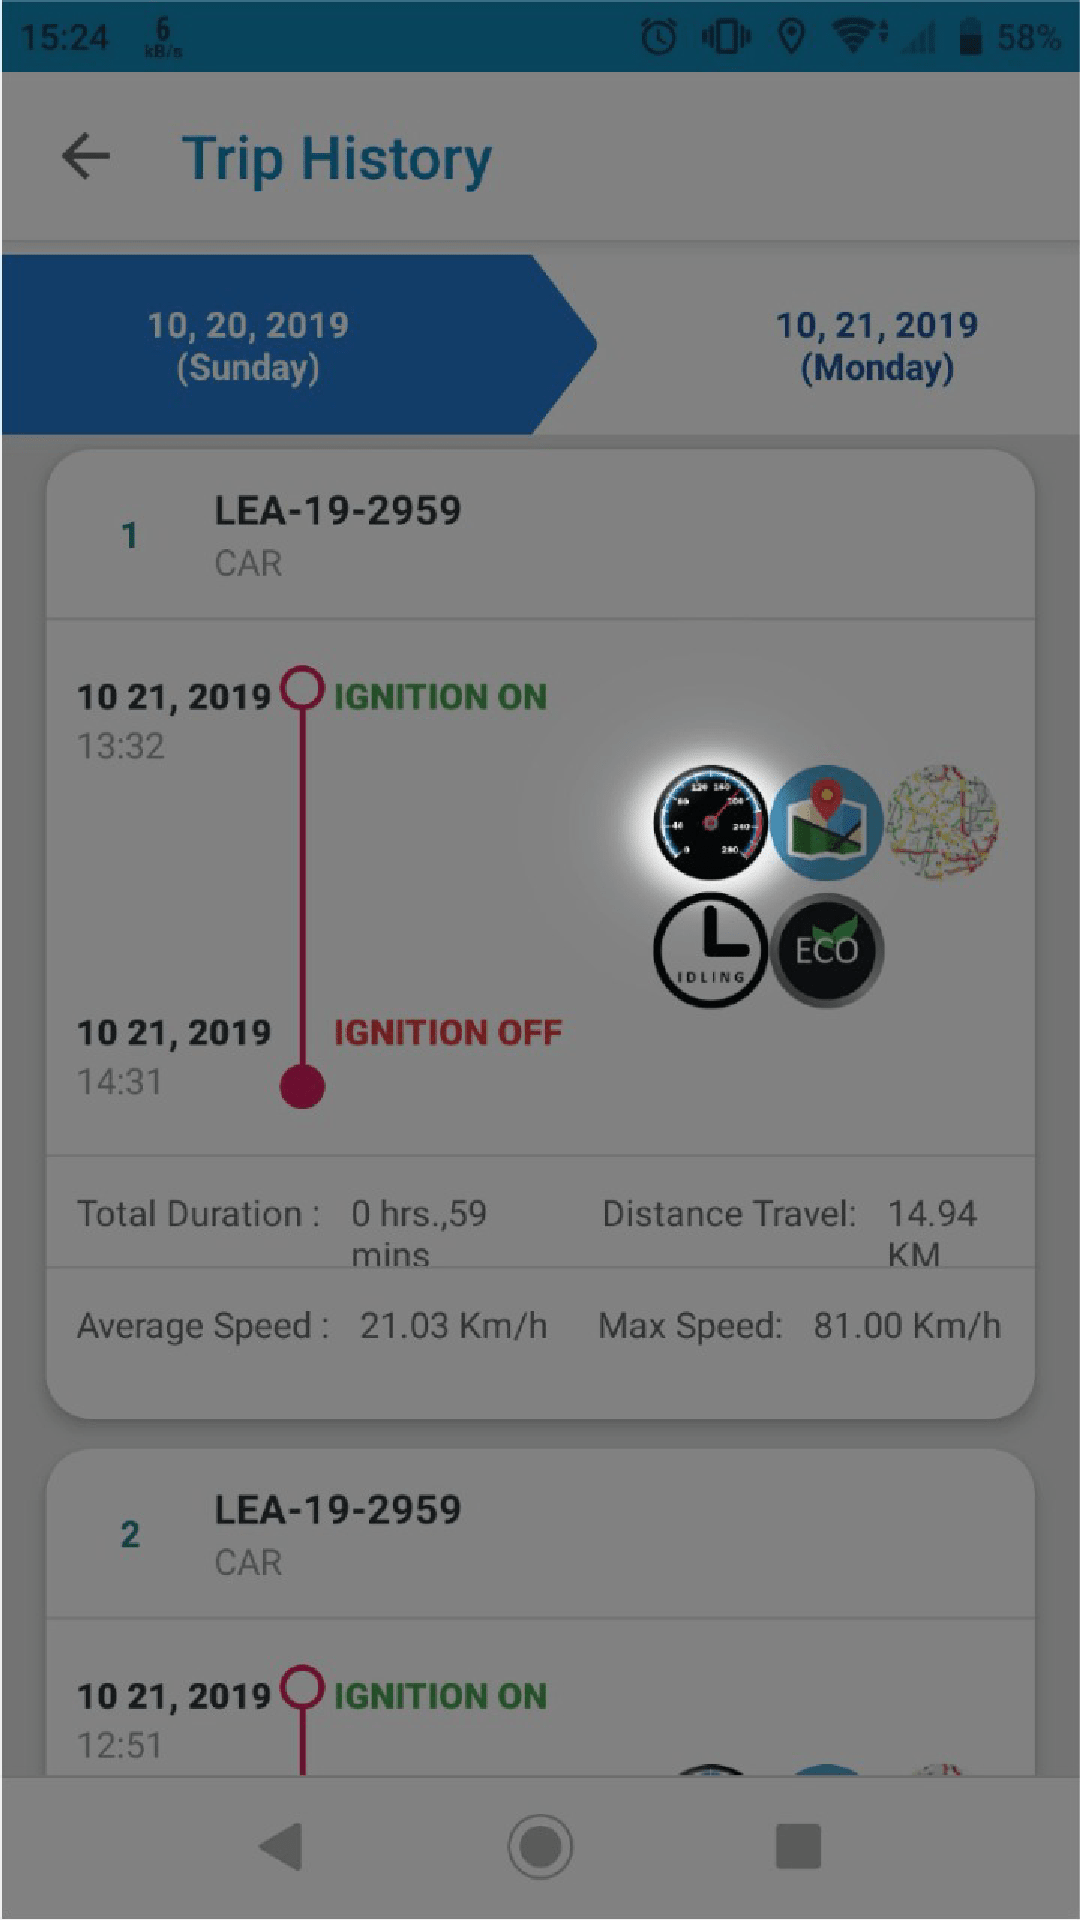 15:24 6 kB/s 58%
Trip History
10, 20, 2019
(Sunday)
10, 21, 2019
(Monday)
1 LEA-19-2959
CAR
10 21, 2019 IGNITION ON
13:32
IDLING
ECO
10 21, 2019 IGNITION OFF
14:31
Total Duration : 0 hrs.,59 mins
Distance Travel: 14.94 KM
Average Speed : 21.03 Km/h Max Speed: 81.00 Km/h
2 LEA-19-2959
CAR
10 21, 2019 IGNITION ON
12:51